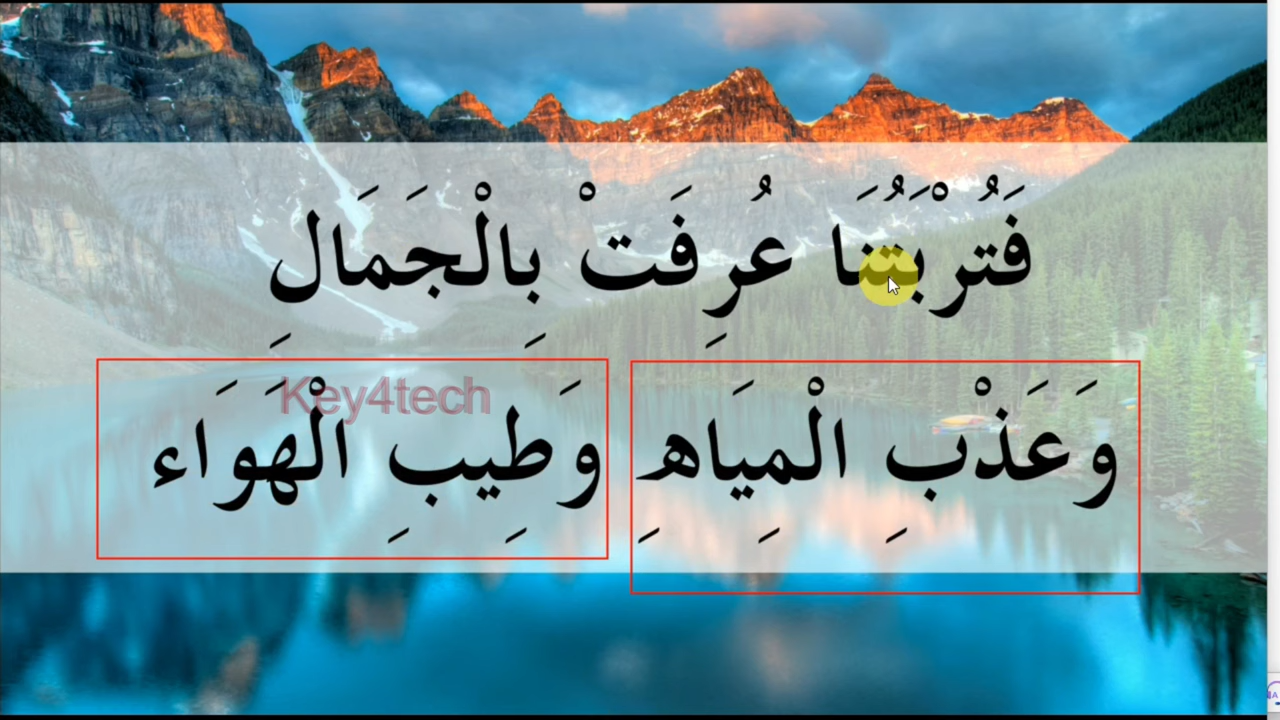 فَتُرْبَتُنَا عُرِفَتْ بِالْجَمَالِ
وَعَذْبِ الْمِيَاهِ وَطِيبِ الْهَوَاء
Key4tech